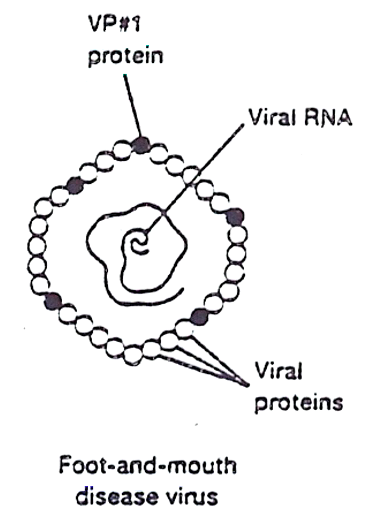 VP#1
protein
Viral RNA
Viral
proteins
Foot-and-mouth
disease virus